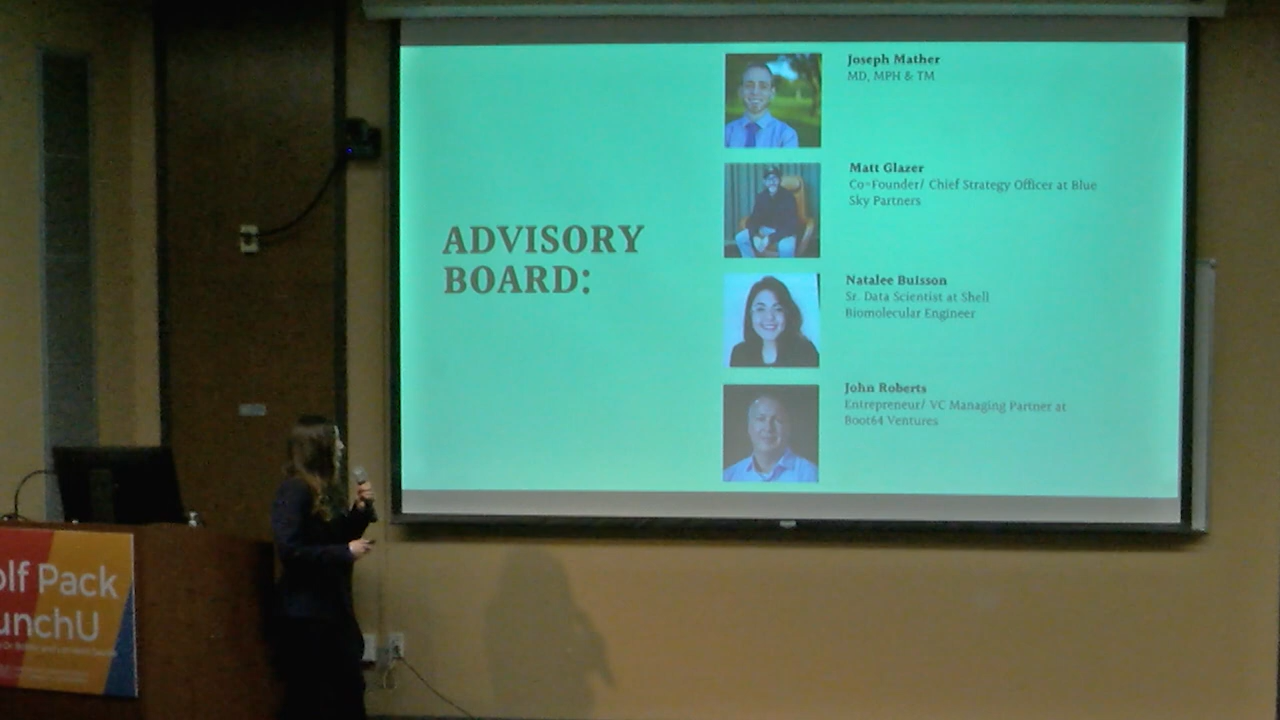 Joseph Mather
MD, MPH & TM
Matt Glazer
Co-Founder/ Chief Strategy Officer at Blue
Sky Partners
ADVISORY
BOARD:
Natalee Buisson
Sr. Data Scientist at Shell
Biomolecular Engineer
John Roberts
Entrepreneur/ VC Managing Partner at
Boot64 Ventures
olf Pack
unchU